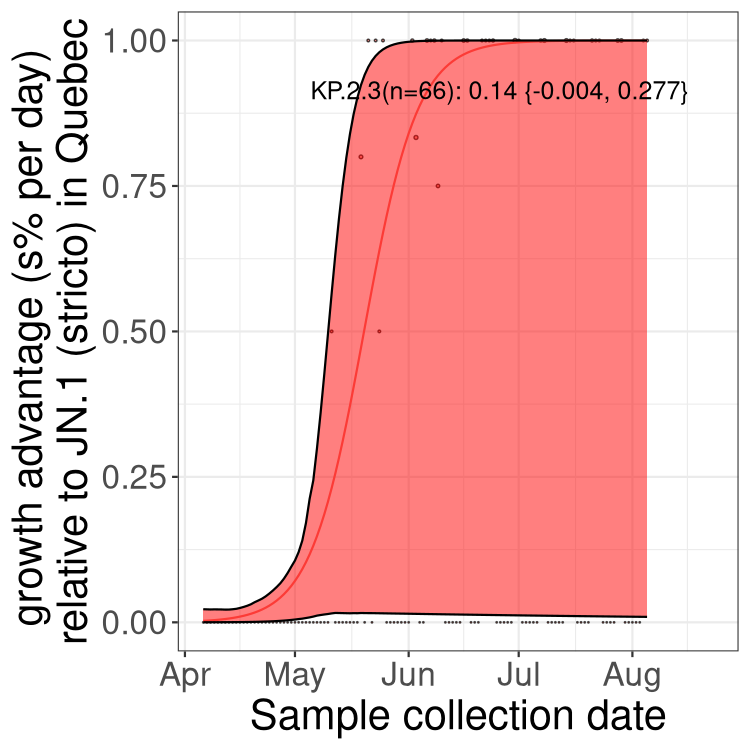 growth advantage (s% per day)
relative to JN.1 (stricto) in Quebec
1.00
0.75
0.50
0.25
0.00
KP.2.3(n=66): 0.14 {-0.004, 0.277}
Apr May Jun Jul Aug
Sample collection date